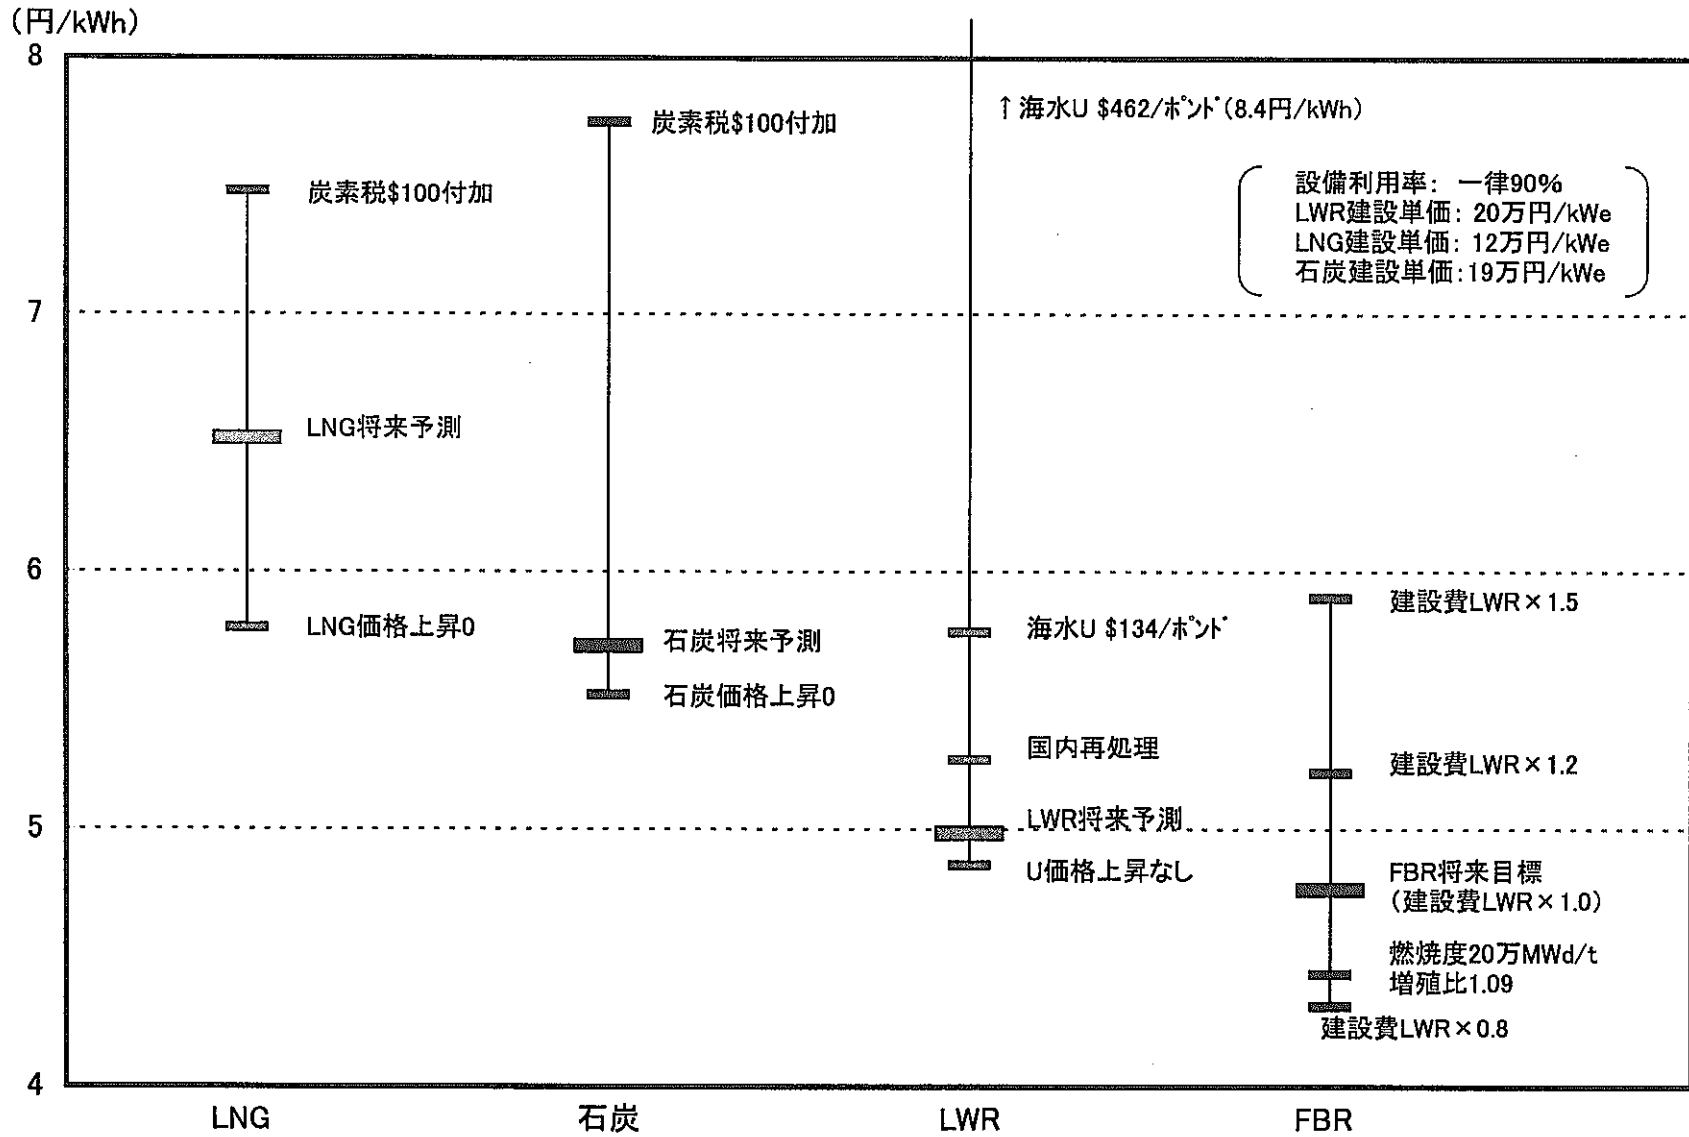 (円/kWh)
8
↑海水U $462/ポンド(8.4円/kWh)
炭素税$100付加
炭素税$100付加
設備利用率: 一律90%
LWR建設単価: 20万円/kWe
LNG建設単価: 12万円/kWe
石炭建設単価:19万円/kWe
7
LNG将来予測
6
建設費LWR×1.5
LNG価格上昇0
海水U $134/ポンド
石炭将来予測
石炭価格上昇0
国内再処理
建設費LWR×1.2
5
LWR将来予測
U価格上昇なし
FBR将来目標
(建設費LWR×1.0)
燃焼度20万MWd/t
増殖比1.09
建設費LWR×0.8
4
LNG
石炭
LWR
FBR